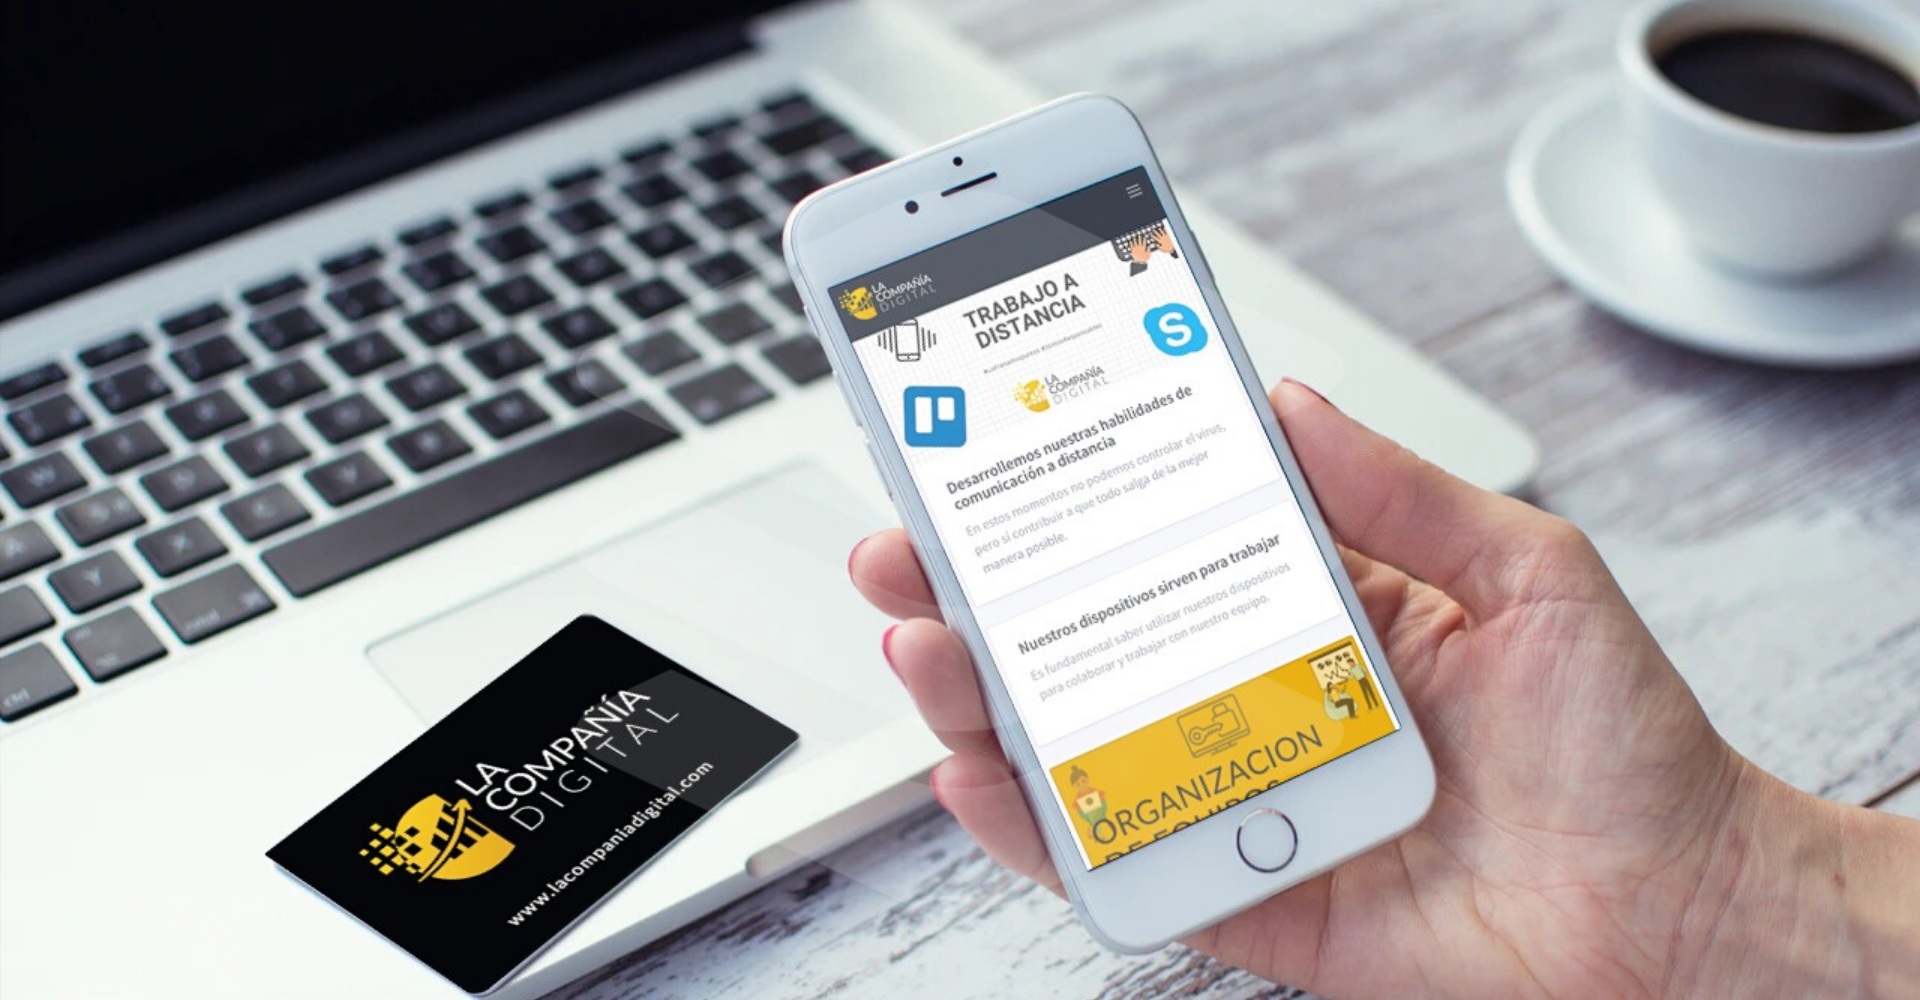 LA
COMPAÑÍA
DIGITAL
TRABAJO A
DISTANCIA
LA
COMPAÑÍA
DIGITAL
Desarrollemos nuestras habilidades de
comunicación a distancia
En estos momentos no podemos controlar el virus,
pero sí contribuir a que todo salga de la mejor
manera posible.
Nuestros dispositivos sirven para trabajar
Es fundamental saber utilizar nuestros dispositivos
para colaborar y trabajar con nuestro equipo.
ORGANIZACION
DE EQUIPOS
LA
COMPAÑÍA
DIGITAL
www.lacompaniadigital.com